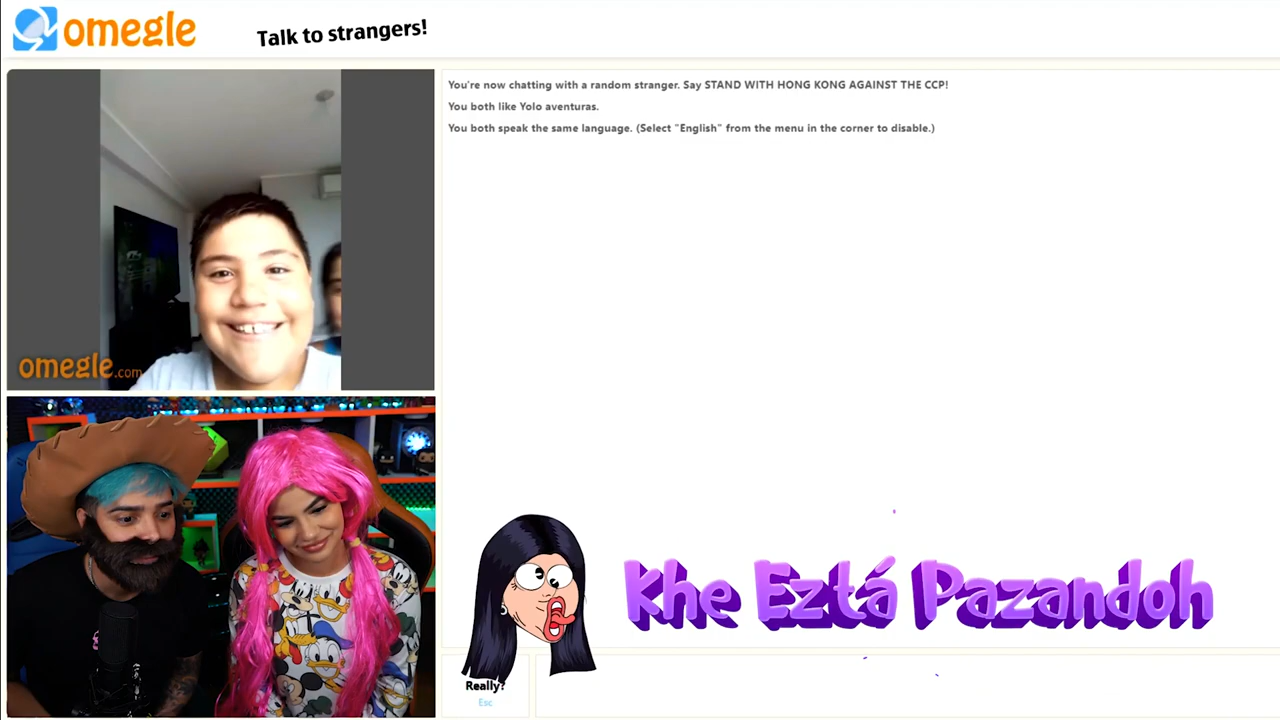 omegle
Talk to strangers!
You're now chatting with a random stranger. Say STAND WITH HONG KONG AGAINST THE CCP!
You both like Yolo aventuras.
You both speak the same language. (Select "English" from the menu in the corner to disable.)
omegle.com
Khe Eztá Pazandoh
Really?
Esc